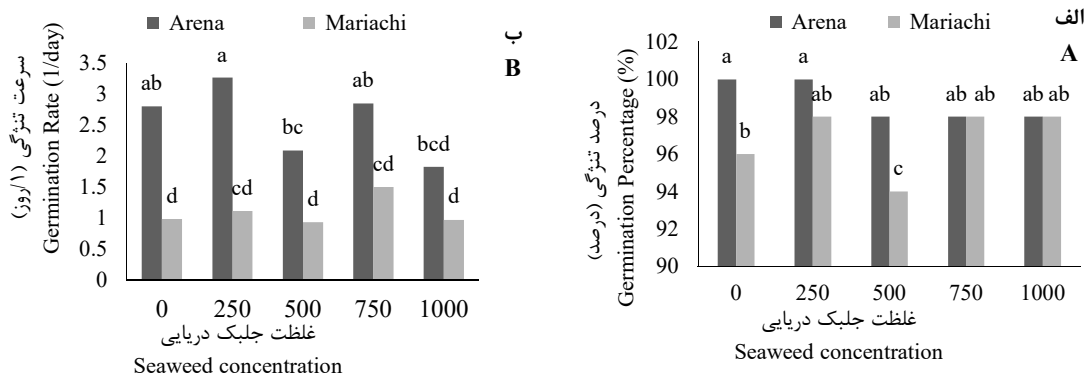 الف
A
Arena Mariachi
درصد تنژگی (درصد)
Germination Percentage (%)
102
100
98
96
94
92
90
a a ab ab ab ab ab
b ab c
0 250 500 750 1000
غلظت جلبک دریایی
Seaweed concentration
ب
B
Arena Mariachi
سرعت تنژگی (۱/روز)
Germination Rate (1/day)
3.5
3
2.5
2
1.5
1
0.5
0
ab a bc ab bcd
d cd d cd d
0 250 500 750 1000
غلظت جلبک دریایی
Seaweed concentration